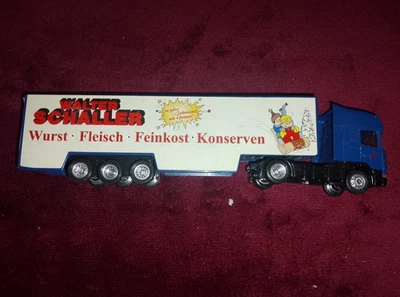 WALTER
SCHALLER
Wurst · Fleisch · Feinkost · Konserven